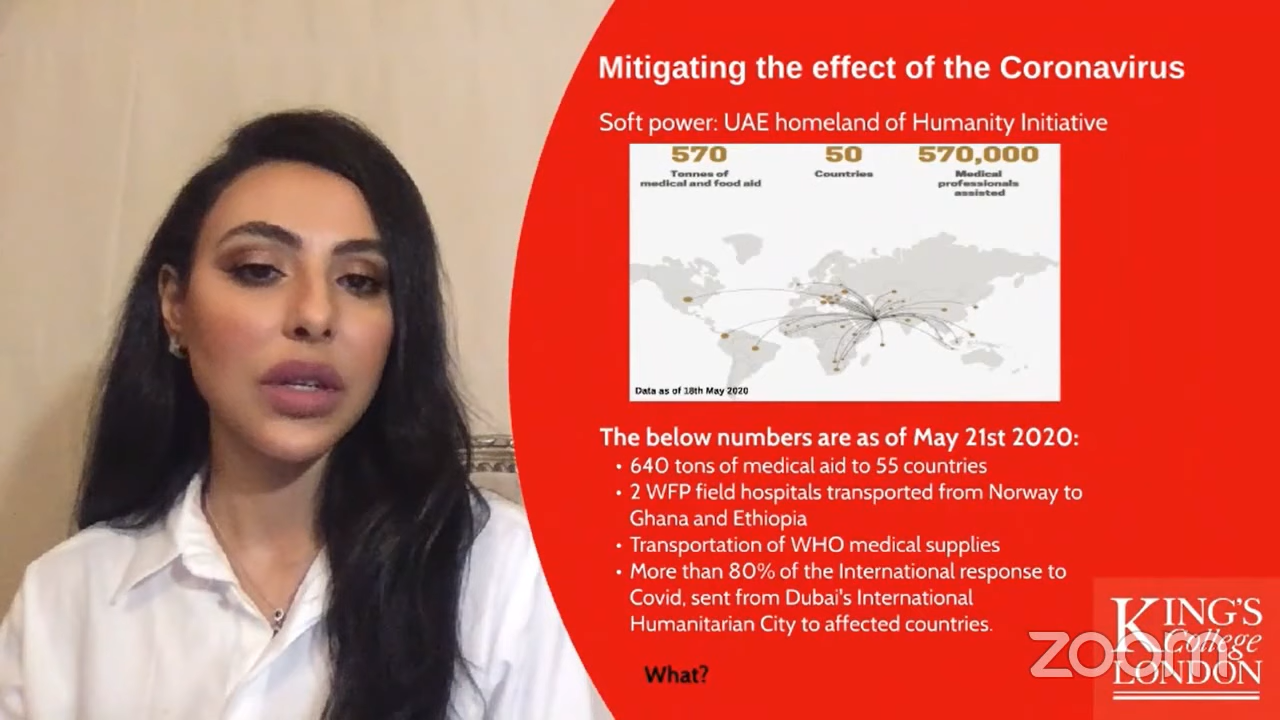 Mitigating the effect of the Coronavirus
Soft power: UAE homeland of Humanity Initiative
570
Tonnes of
medical and food aid
50
Countries
570,000
Medical
professionals
assisted
Data as of 18th May 2020
The below numbers are as of May 21st 2020:
• 640 tons of medical aid to 55 countries
• 2 WFP field hospitals transported from Norway to
Ghana and Ethiopia
• Transportation of WHO medical supplies
• More than 80% of the International response to
Covid, sent from Dubai's International
Humanitarian City to affected countries.
What?
KING'S
College
LONDON
zoom